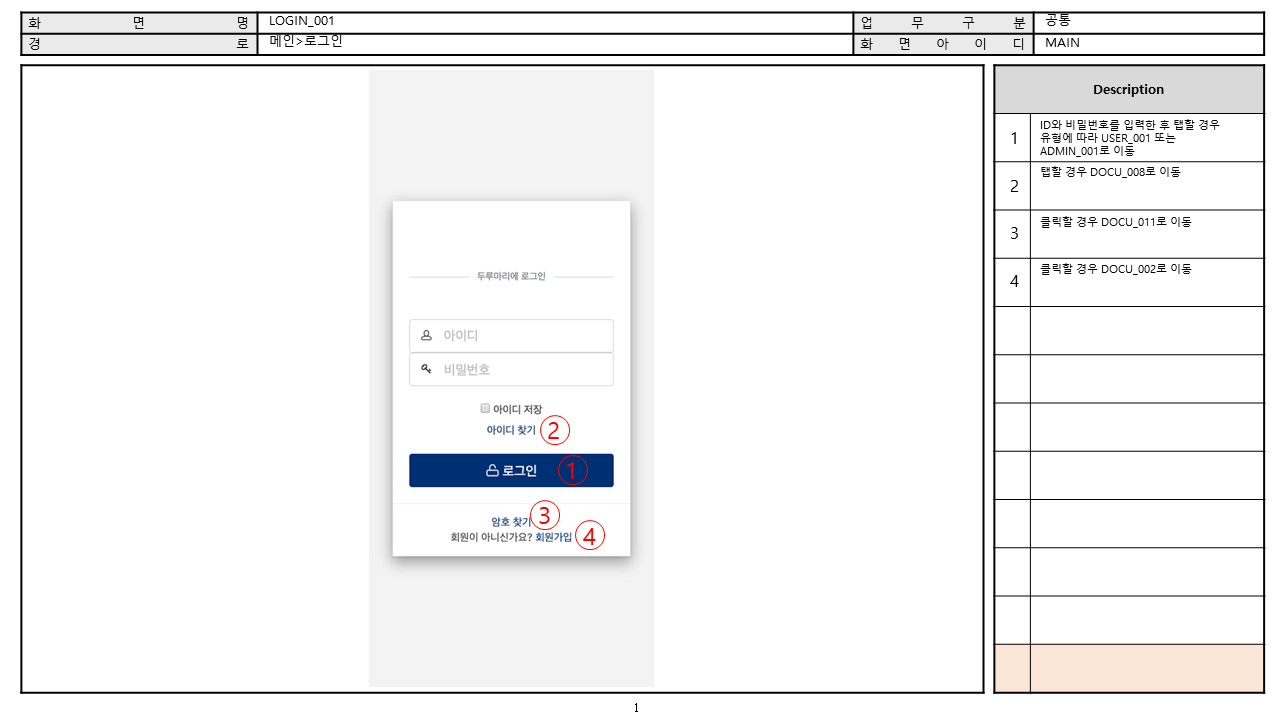 화면명 LOGIN_001 업무구분 공통
경로 메인>로그인 화면아이디 MAIN
두루마리에 로그인
아이디
비밀번호
아이디 저장
아이디 찾기 2
로그인 1
암호 찾기 3
회원이 아니신가요? 회원가입 4
Description
1 ID와 비밀번호를 입력한 후 탭할 경우
유형에 따라 USER_001 또는
ADMIN_001로 이동
2 탭할 경우 DOCU_008로 이동
3 클릭할 경우 DOCU_011로 이동
4 클릭할 경우 DOCU_002로 이동
1